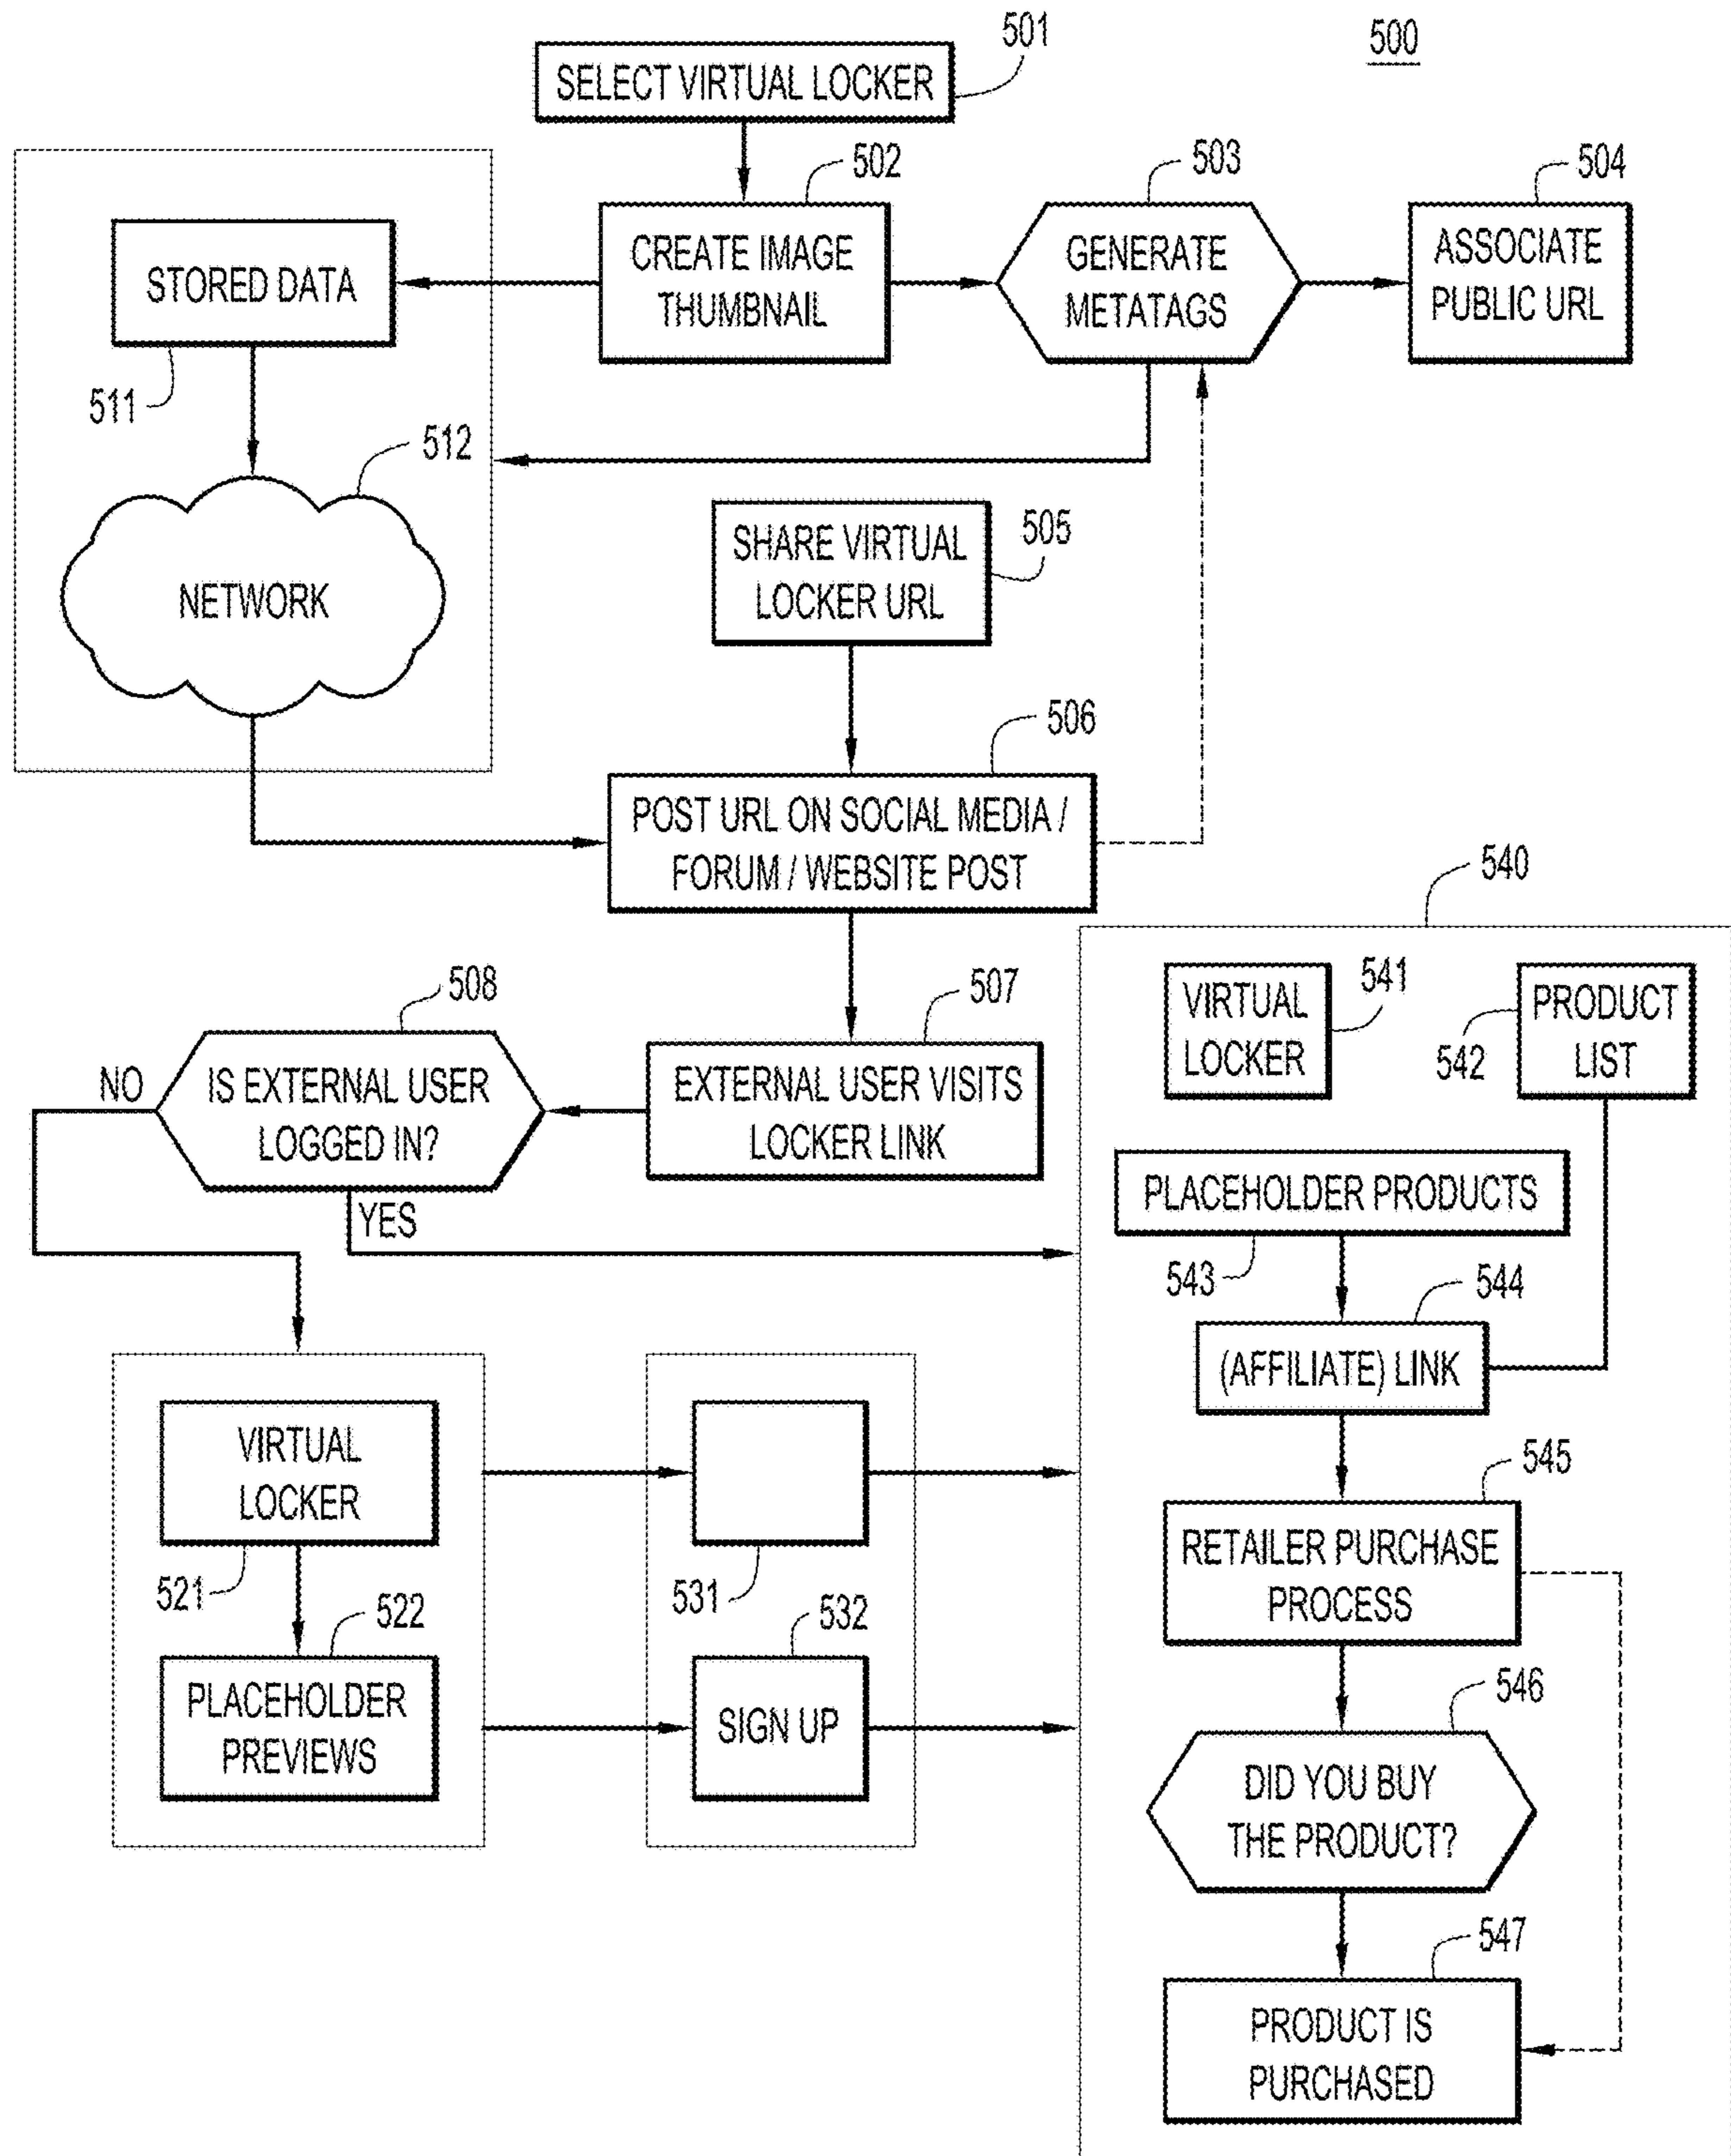 500
501
SELECT VIRTUAL LOCKER
502
CREATE IMAGE
THUMBNAIL
503
GENERATE
METATAGS
504
ASSOCIATE
PUBLIC URL
STORED DATA
511
512
NETWORK
SHARE VIRTUAL
LOCKER URL
505
506
POST URL ON SOCIAL MEDIA /
FORUM / WEBSITE POST
507
EXTERNAL USER VISITS
LOCKER LINK
508
IS EXTERNAL USER
LOGGED IN?
NO
YES
VIRTUAL
LOCKER
521
522
PLACEHOLDER
PREVIEWS
531
532
SIGN UP
540
VIRTUAL
LOCKER
541
PRODUCT
LIST
542
PLACEHOLDER PRODUCTS
543
544
(AFFILIATE) LINK
545
RETAILER PURCHASE
PROCESS
546
DID YOU BUY
THE PRODUCT?
547
PRODUCT IS
PURCHASED